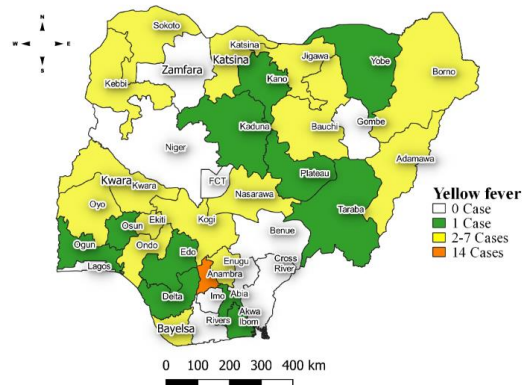 N
W E
S
Sokoto
Katsina
Katsina
Zamfara
Jigawa
Yobe
Borno
Kebbi
Kano
Kaduna
Bauchi
Gombe
Niger
Adamawa
FCT
Plateau
Kwara
Kwara
Nasarawa
Taraba
Oyo
Kogi
Osun
Ekiti
Benue
Ogun
Ondo
Edo
Enugu
Cross
River
Lagos
Anambra
Delta
Imo
Abia
Bayelsa
Rivers
Akwa
Ibom
Yellow fever
0 Case
1 Case
2-7 Cases
14 Cases
0 100 200 300 400 km